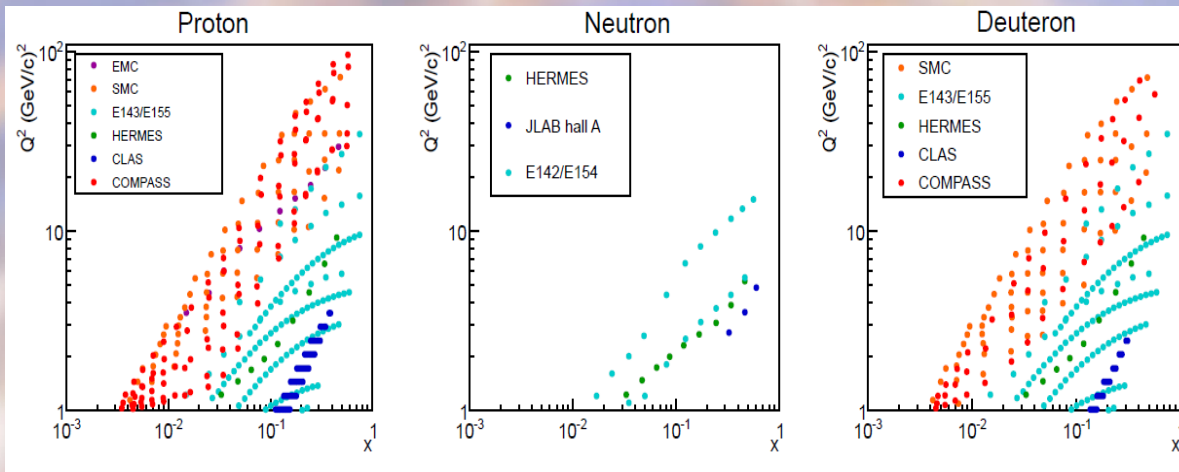 Proton
Q² (GeV/c)²
10²
10
1
10⁻³
10⁻²
10⁻¹
1
x
EMC
SMC
E143/E155
HERMES
CLAS
COMPASS
Neutron
Q² (GeV/c)²
10²
10
1
10⁻³
10⁻²
10⁻¹
1
x
HERMES
JLAB hall A
E142/E154
Deuteron
Q² (GeV/c)²
10²
10
1
10⁻³
10⁻²
10⁻¹
1
x
SMC
E143/E155
HERMES
CLAS
COMPASS